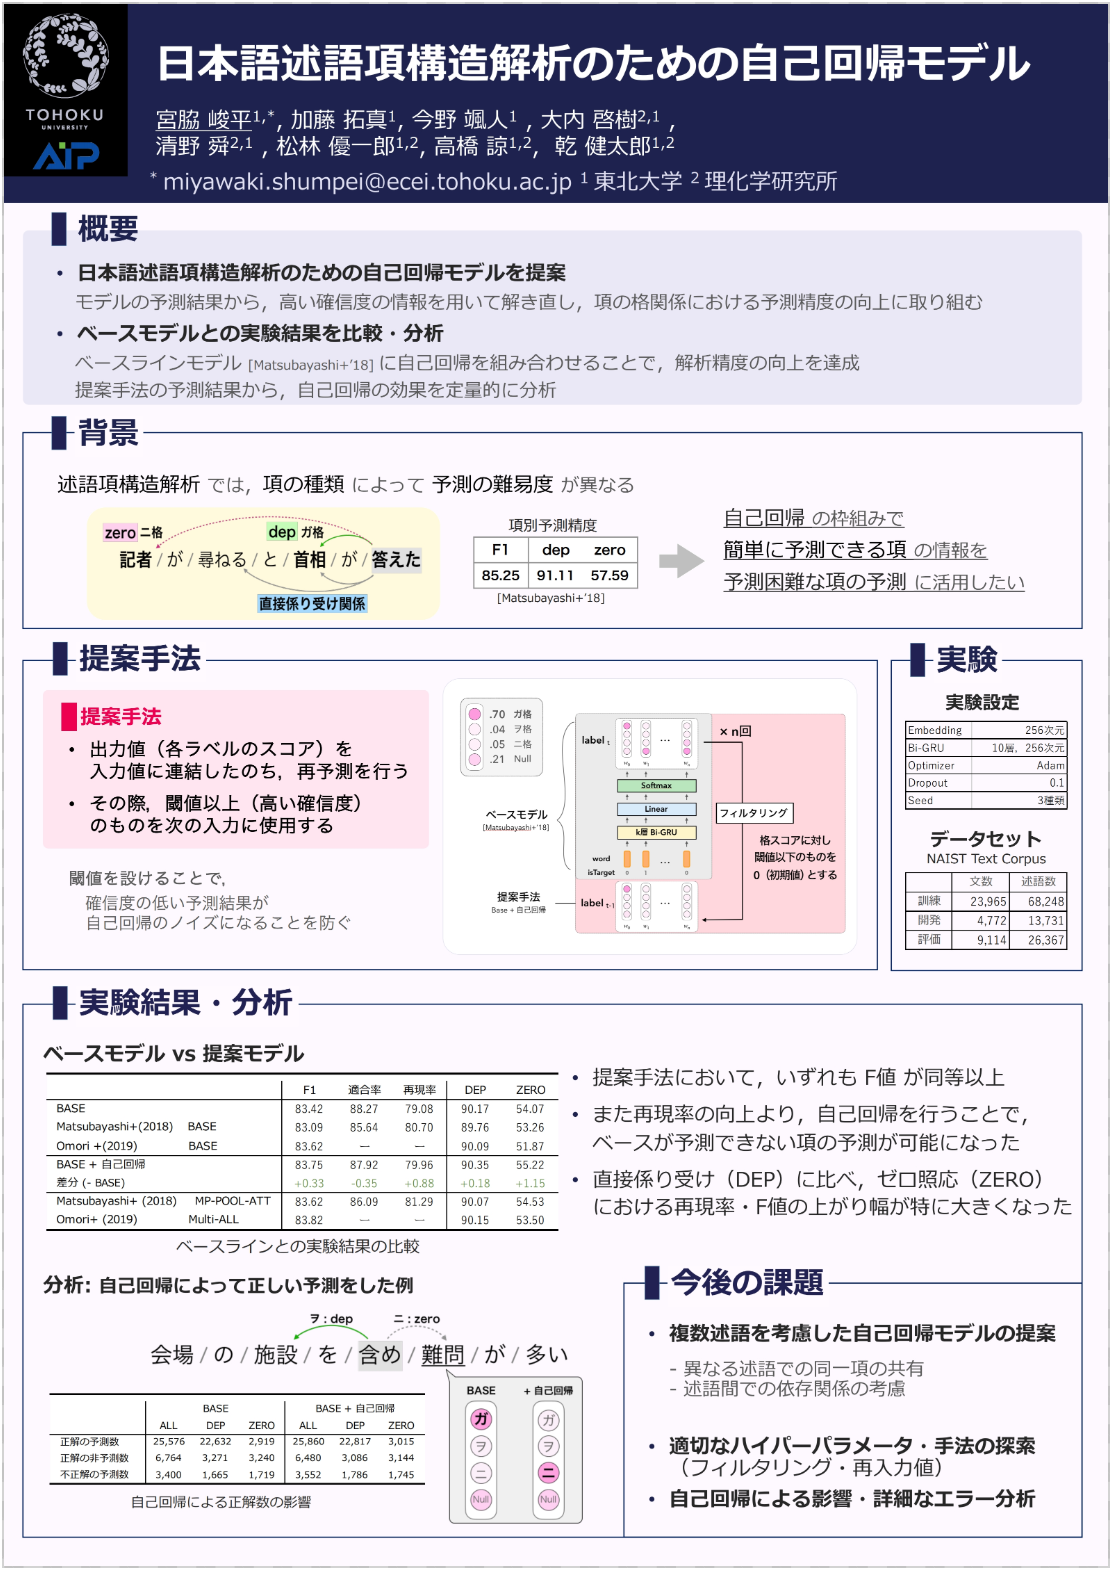 TOHOKU
UNIVERSITY
AIP
日本語述語項構造解析のための自己回帰モデル
宮脇 峻平1,*, 加藤 拓真1, 今野 颯人1 , 大内 啓樹2,1 ,
清野 舜2,1 , 松林 優一郎1,2, 高橋 諒1,2, 乾 健太郎1,2
* miyawaki.shumpei@ecei.tohoku.ac.jp 1 東北大学 2 理化学研究所
概要
• 日本語述語項構造解析のための自己回帰モデルを提案
モデルの予測結果から，高い確信度の情報を用いて解き直し，項の格関係における予測精度の向上に取り組む
• ベースモデルとの実験結果を比較・分析
ベースラインモデル [Matsubayashi+'18] に自己回帰を組み合わせることで，解析精度の向上を達成
提案手法の予測結果から，自己回帰の効果を定量的に分析
背景
述語項構造解析 では，項の種類 によって 予測の難易度 が異なる
zero ニ格
dep ガ格
記者 / が / 尋ねる / と / 首相 / が / 答えた
直接係り受け関係
項別予測精度
F1 dep zero
85.25 91.11 57.59
[Matsubayashi+'18]
自己回帰 の枠組みで
簡単に予測できる項 の情報を
予測困難な項の予測 に活用したい
提案手法
提案手法
• 出力値（各ラベルのスコア）を
入力値に連結したのち，再予測を行う
• その際，閾値以上（高い確信度）
のものを次の入力に使用する
閾値を設けることで，
確信度の低い予測結果が
自己回帰のノイズになることを防ぐ
.70 ガ格
.04 ヲ格
.05 ニ格
.21 Null
label t
× n回
...
w0 w1 wn
Softmax
Linear
k層 Bi-GRU
ベースモデル
[Matsubayashi+'18]
フィルタリング
word
...
isTarget 0 1 0
格スコアに対し
閾値以下のものを
0（初期値）とする
提案手法
Base + 自己回帰
label t-1
...
w0 w1 wn
実験
実験設定
Embedding 256次元
Bi-GRU 10層, 256次元
Optimizer Adam
Dropout 0.1
Seed 3種類
データセット
NAIST Text Corpus
文数 述語数
訓練 23,965 68,248
開発 4,772 13,731
評価 9,114 26,367
実験結果・分析
ベースモデル vs 提案モデル
F1 適合率 再現率 DEP ZERO
BASE 83.42 88.27 79.08 90.17 54.07
Matsubayashi+(2018) BASE 83.09 85.64 80.70 89.76 53.26
Omori +(2019) BASE 83.62 — — 90.09 51.87
BASE + 自己回帰 83.75 87.92 79.96 90.35 55.22
差分 (- BASE) +0.33 -0.35 +0.88 +0.18 +1.15
Matsubayashi+ (2018) MP-POOL-ATT 83.62 86.09 81.29 90.07 54.53
Omori+ (2019) Multi-ALL 83.82 — — 90.15 53.50
ベースラインとの実験結果の比較
• 提案手法において，いずれも F値 が同等以上
• また再現率の向上より，自己回帰を行うことで，
ベースが予測できない項の予測が可能になった
• 直接係り受け（DEP）に比べ，ゼロ照応（ZERO）
における再現率・F値の上がり幅が特に大きくなった
分析: 自己回帰によって正しい予測をした例
ヲ : dep
ニ : zero
会場 / の / 施設 / を / 含め / 難問 / が / 多い
BASE BASE + 自己回帰
ALL DEP ZERO ALL DEP ZERO
正解の予測数 25,576 22,632 2,919 25,860 22,817 3,015
正解の非予測数 6,764 3,271 3,240 6,480 3,086 3,144
不正解の予測数 3,400 1,665 1,719 3,552 1,786 1,745
自己回帰による正解数の影響
BASE + 自己回帰
ガ ガ
ヲ ヲ
ニ ニ
Null Null
今後の課題
• 複数述語を考慮した自己回帰モデルの提案
- 異なる述語での同一項の共有
- 述語間での依存関係の考慮
• 適切なハイパーパラメータ・手法の探索
（フィルタリング・再入力値）
• 自己回帰による影響・詳細なエラー分析